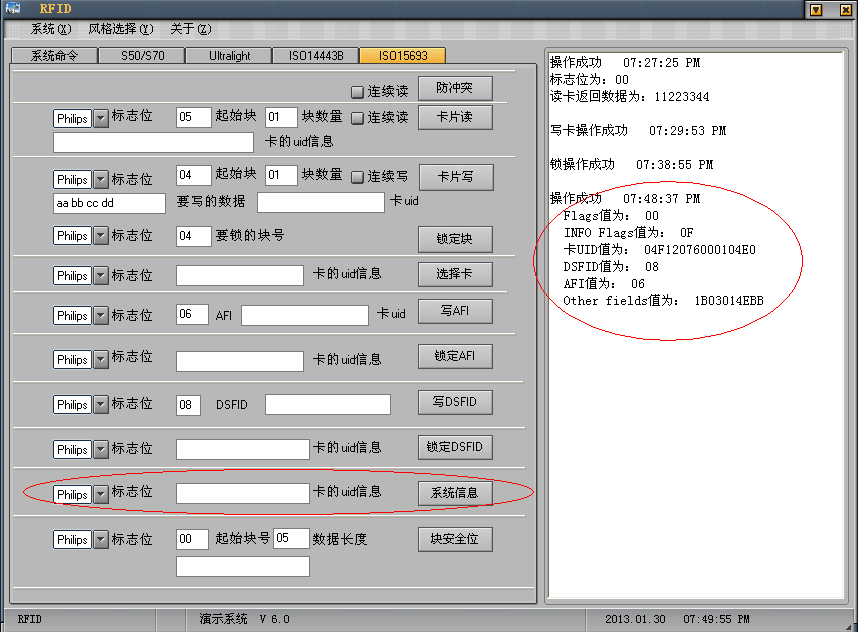 RFID
系统(X) 风格选择(Y) 关于(Z)
系统命令 S50/S70 Ultralight ISO14443B ISO15693
连续读 防冲突
Philips 标志位 05 起始块 01 块数量 连续读 卡片读
卡的uid信息
Philips 标志位 04 起始块 01 块数量 连续写 卡片写
aa bb cc dd 要写的数据 卡uid
Philips 标志位 04 要锁的块号 锁定块
Philips 标志位 卡的uid信息 选择卡
Philips 标志位 06 AFI 卡uid 写AFI
Philips 标志位 卡的uid信息 锁定AFI
Philips 标志位 08 DSFID 写DSFID
Philips 标志位 卡的uid信息 锁定DSFID
Philips 标志位 卡的uid信息 系统信息
Philips 标志位 00 起始块号 05 数据长度 块安全位
操作成功 07:27:25 PM
标志位为: 00
读卡返回数据为: 11223344
写卡操作成功 07:29:53 PM
锁操作成功 07:38:55 PM
操作成功 07:48:37 PM
Flags值为: 00
INFO Flags值为: 0F
卡UID值为: 04F12076000104E0
DSFID值为: 08
AFI值为: 06
Other fields值为: 1B03014EBB
RFID 演示系统 V 6.0 2013.01.30 07:49:55 PM